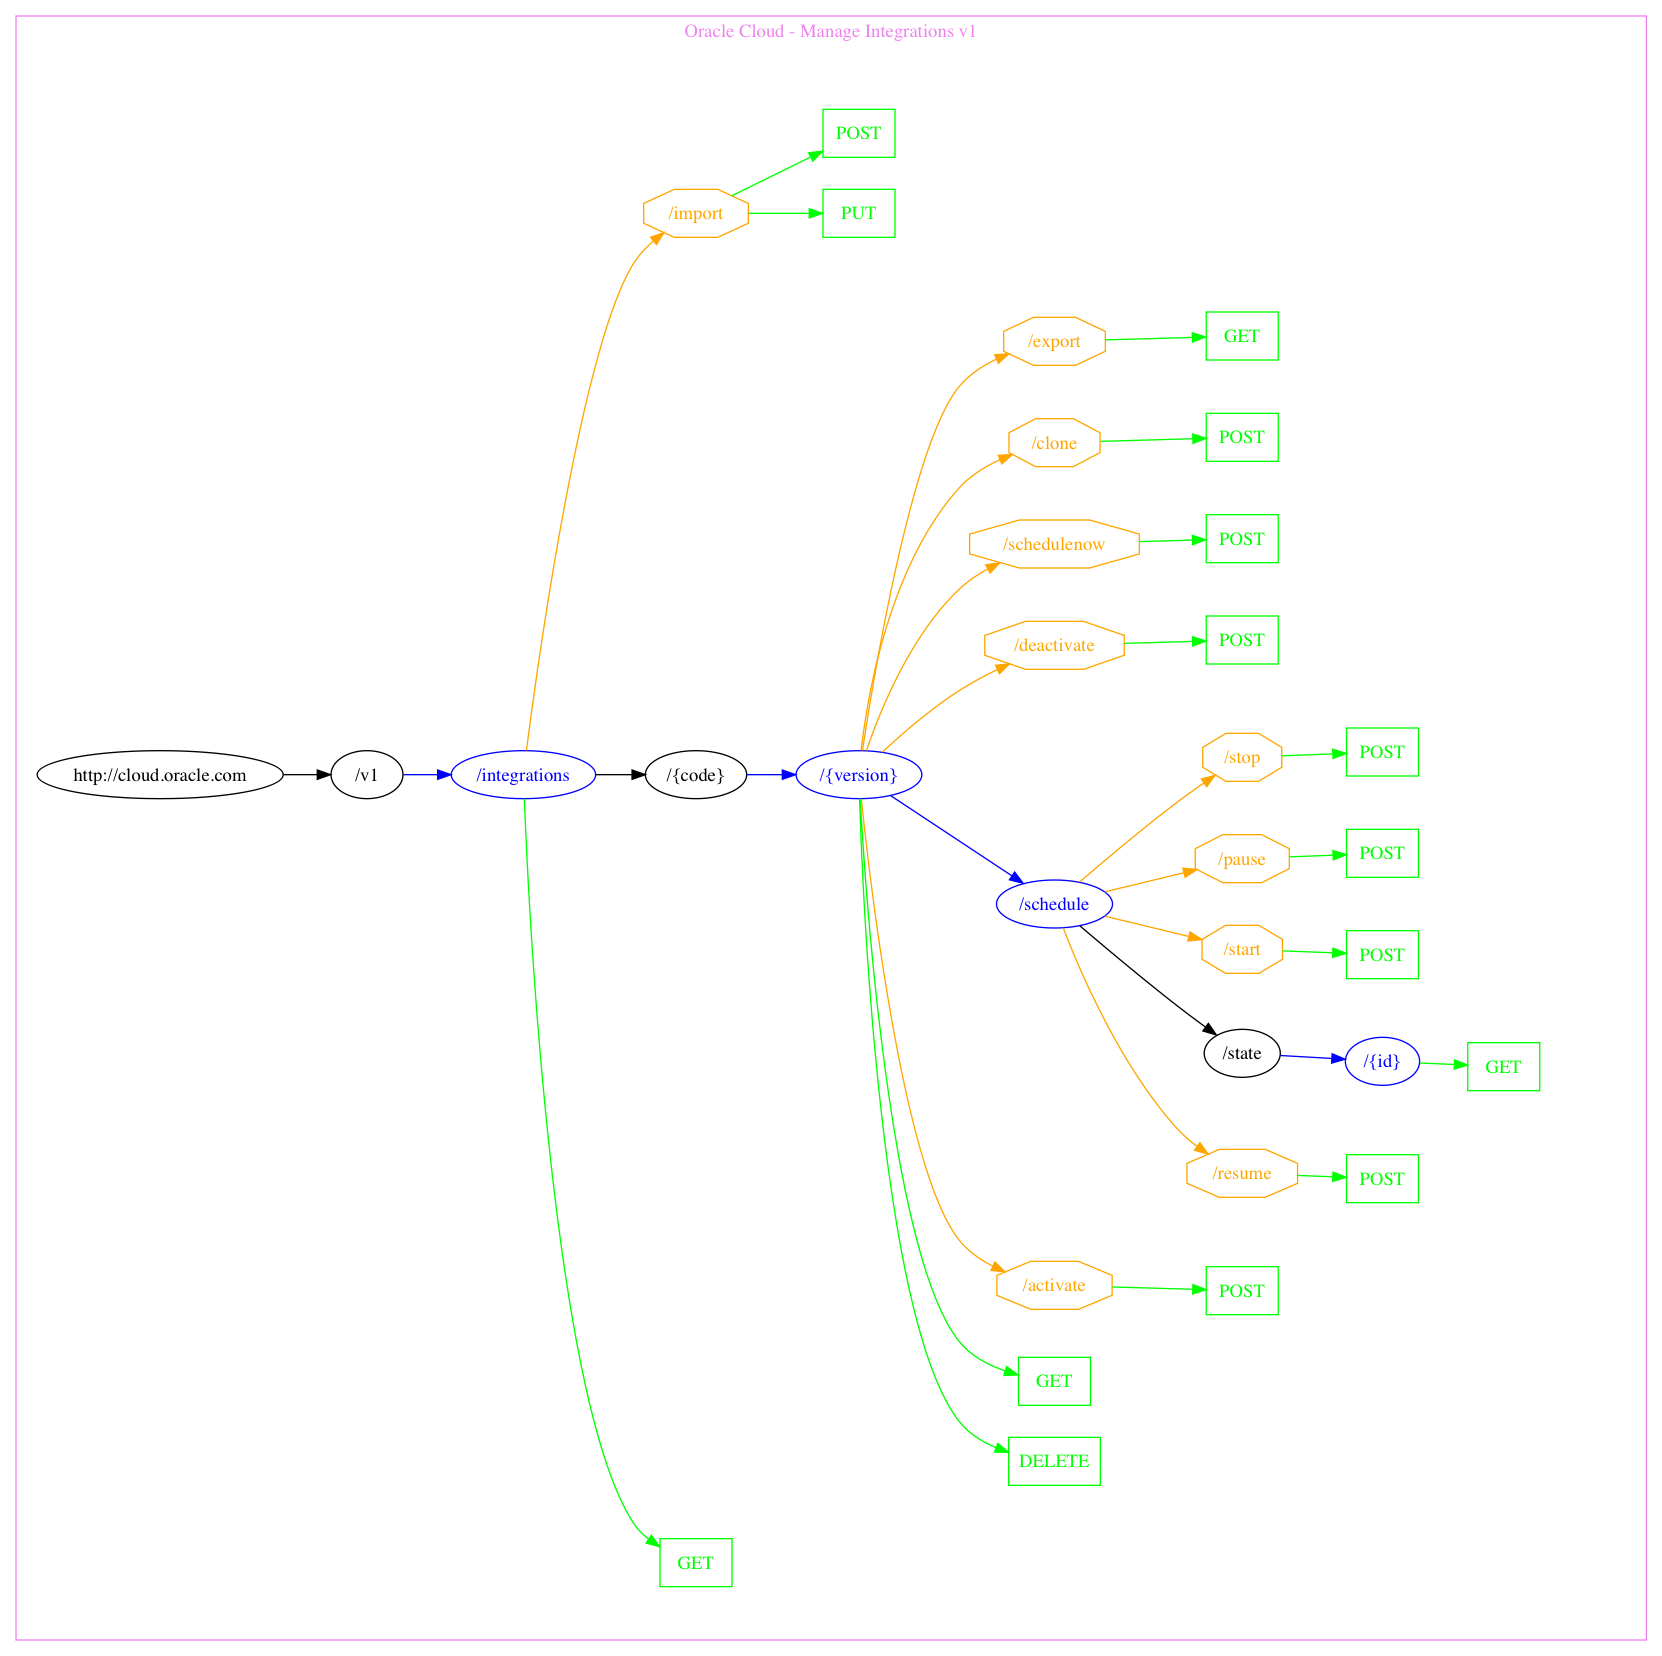 Oracle Cloud - Manage Integrations v1
POST
/import
PUT
/export
GET
/clone
POST
/schedulenow
POST
/deactivate
POST
/stop
POST
http://cloud.oracle.com
/v1
/integrations
/{code}
/{version}
/pause
POST
/schedule
/start
POST
/state
/{id}
GET
/resume
POST
/activate
POST
GET
DELETE
GET